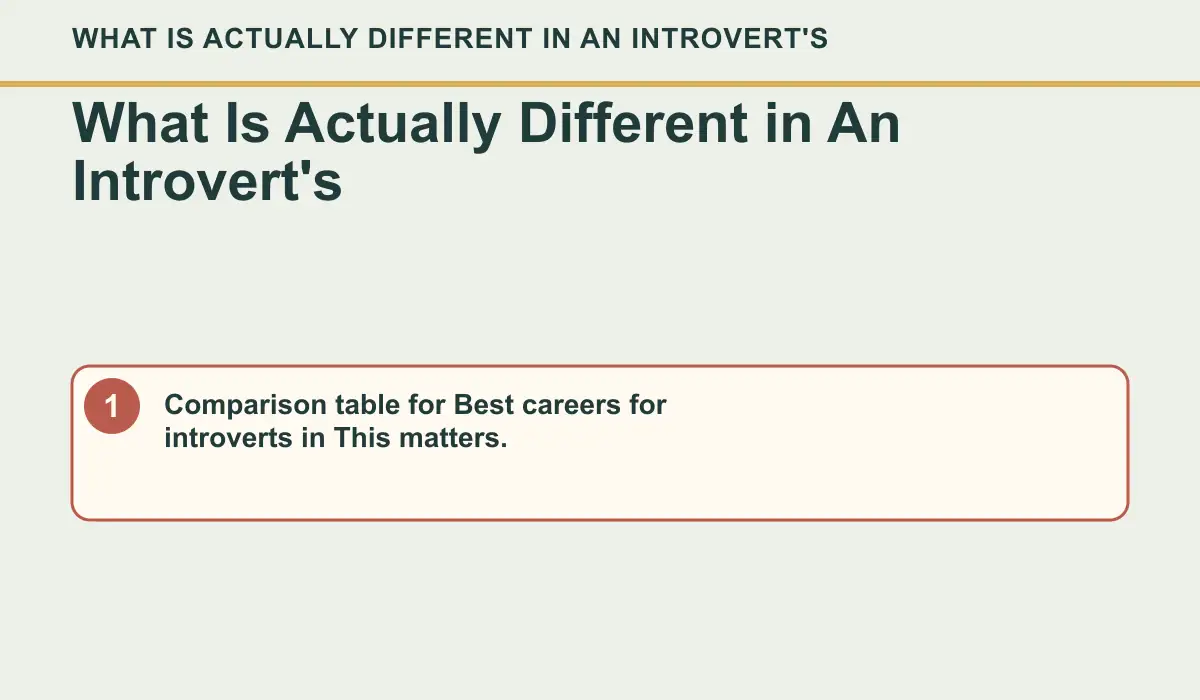 WHAT IS ACTUALLY DIFFERENT IN AN INTROVERT'S
What Is Actually Different in An
Introvert's
1
Comparison table for Best careers for
introverts in This matters.